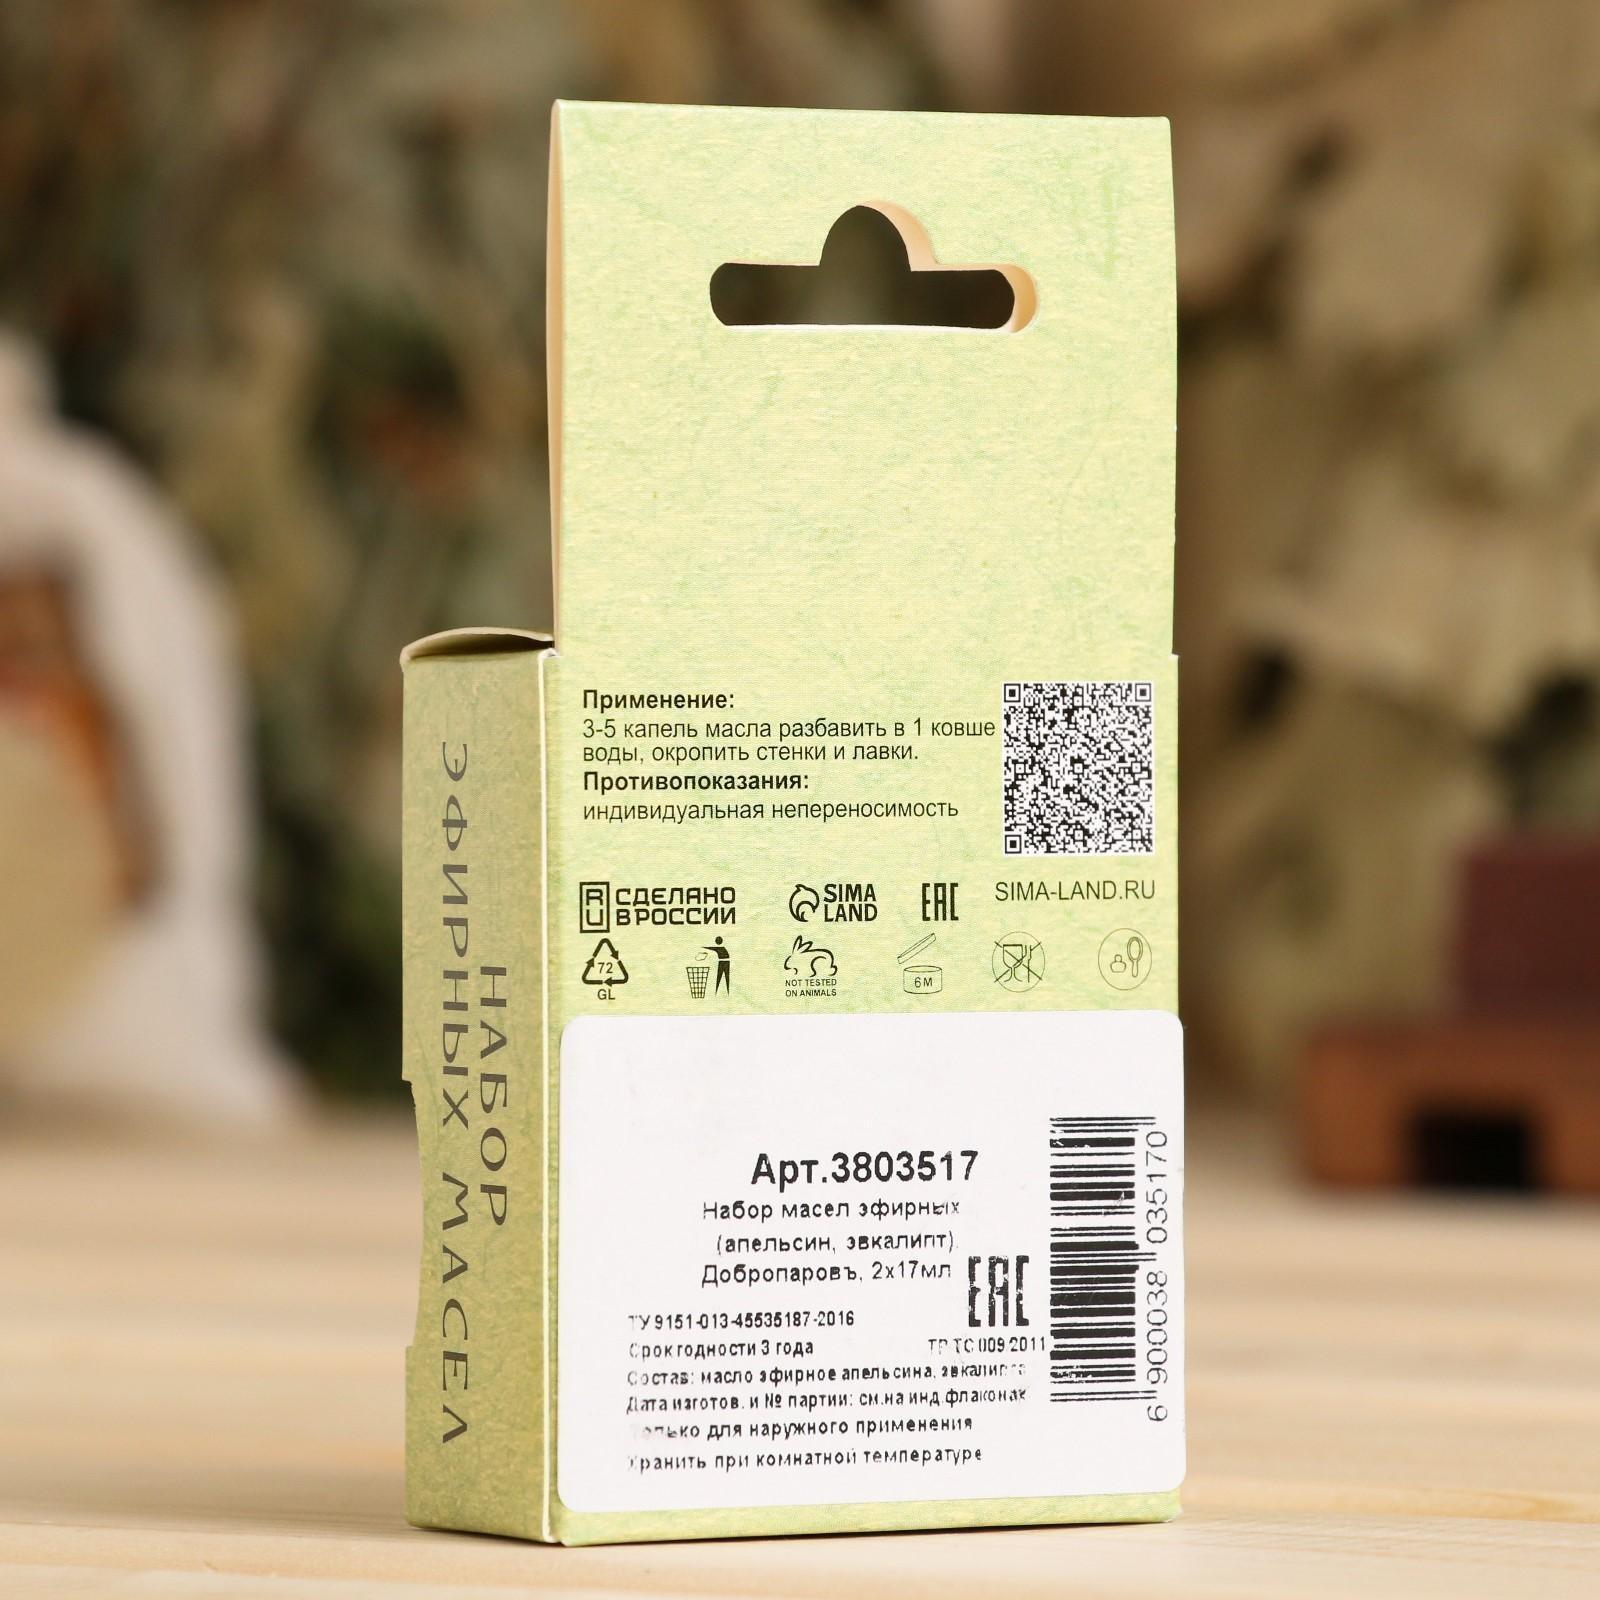 НАБОР
ЭФИРНЫХ МАСЕЛ
Применение:
3-5 капель масла разбавить в 1 ковше
воды, окропить стенки и лавки.
Противопоказания:
индивидуальная непереносимость
RU СДЕЛАНО
В РОССИИ
SIMA
LAND
EAC
SIMA-LAND.RU
72
GL
NOT TESTED
ON ANIMALS
6M
Арт.3803517
Набор масел эфирных
(апельсин, эвкалипт),
Добропаровъ, 2х17мл
EAC
ТУ 9151-013-45535187-2016
Срок годности 3 года
ТР ТС 009/2011
Состав: масло эфирное апельсина, эвкалипта
Дата изготов. и № партии: см.на инд.флаконах
Только для наружного применения
Хранить при комнатной температуре
6 900038 035170